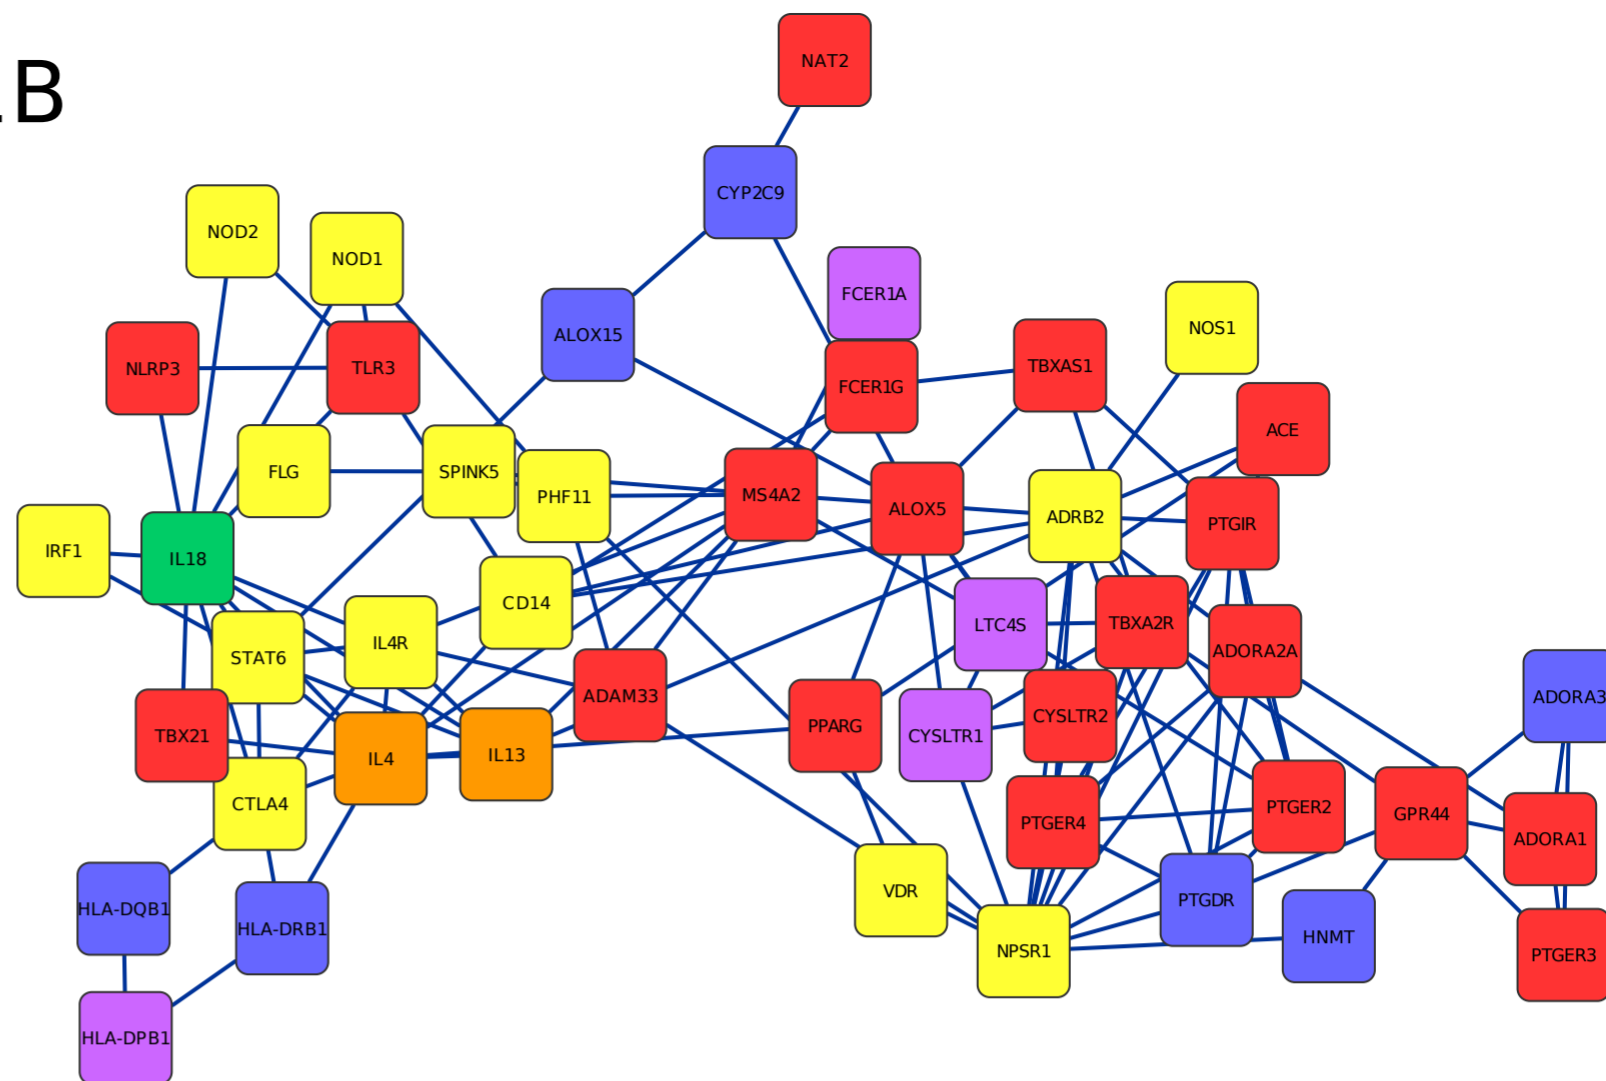 B
NAT2
CYP2C9
NOD2
NOD1
FCER1A
NOS1
ALOX15
NLRP3
TLR3
FCER1G
TBXAS1
ACE
FLG
SPINK5
PHF11
MS4A2
ALOX5
ADRB2
PTGIR
IRF1
IL18
CD14
LTC4S
TBXA2R
STAT6
IL4R
ADORA2A
ADAM33
ADORA3
TBX21
IL4
IL13
PPARG
CYSLTR1
CYSLTR2
CTLA4
PTGER4
PTGER2
GPR44
ADORA1
HLA-DQB1
HLA-DRB1
VDR
PTGDR
NPSR1
HNMT
PTGER3
HLA-DPB1